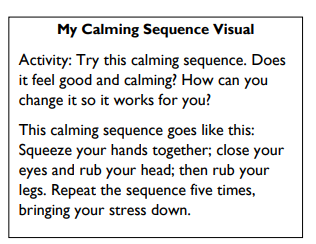 My Calming Sequence Visual
Activity: Try this calming sequence. Does
it feel good and calming? How can you
change it so it works for you?
This calming sequence goes like this:
Squeeze your hands together; close your
eyes and rub your head; then rub your
legs. Repeat the sequence five times,
bringing your stress down.